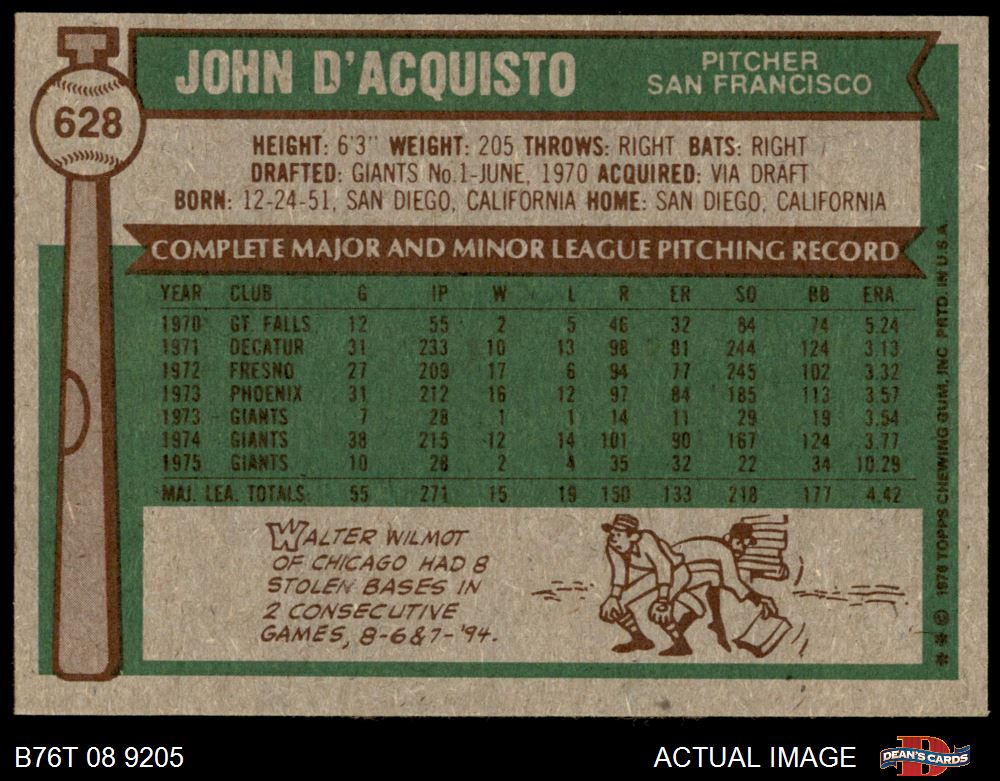 628
JOHN D'ACQUISTO
PITCHER
SAN FRANCISCO
HEIGHT: 6'3" WEIGHT: 205 THROWS: RIGHT BATS: RIGHT
DRAFTED: GIANTS No.1-JUNE, 1970 ACQUIRED: VIA DRAFT
BORN: 12-24-51, SAN DIEGO, CALIFORNIA HOME: SAN DIEGO, CALIFORNIA
COMPLETE MAJOR AND MINOR LEAGUE PITCHING RECORD
YEAR CLUB G IP W L R ER SO BB ERA
1970 GT. FALLS 12 55 2 5 46 32 84 74 5.24
1971 DECATUR 31 233 10 13 98 81 244 124 3.13
1972 FRESNO 27 209 17 6 94 77 245 102 3.32
1973 PHOENIX 31 212 16 12 97 84 185 113 3.57
1973 GIANTS 7 28 1 1 14 11 29 19 3.54
1974 GIANTS 38 215 12 14 101 90 167 124 3.77
1975 GIANTS 10 28 2 4 35 32 22 34 10.29
MAJ. LEA. TOTALS 55 271 15 19 150 133 218 177 4.42
WALTER WILMOT
OF CHICAGO HAD 8
STOLEN BASES IN
2 CONSECUTIVE
GAMES, 8-6&7-'94.
* * © 1976 TOPPS CHEWING GUM, INC PRTD. IN U.S.A.
B76T 08 9205
ACTUAL IMAGE
D
DEAN'S CARDS